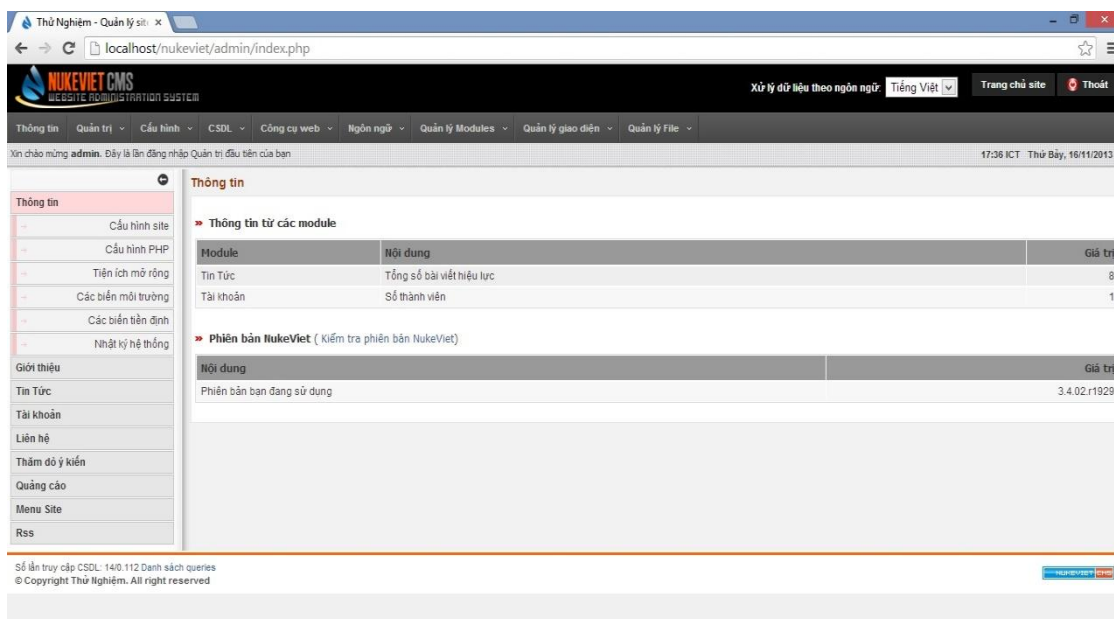 Thử Nghiệm - Quản lý sit
localhost/nukeviet/admin/index.php
NUKEVIET CMS
WEBSITE ADMINISTRATION SYSTEM
Xử lý dữ liệu theo ngôn ngữ: Tiếng Việt Trang chủ site Thoát
Thông tin Quản trị Cấu hình CSDL Công cụ web Ngôn ngữ Quản lý Modules Quản lý giao diện Quản lý File
Xin chào mừng admin. Đây là lần đăng nhập Quản trị đầu tiên của bạn 17:36 ICT Thứ Bảy, 16/11/2013
Thông tin
Cấu hình site
Cấu hình PHP
Tiện ích mở rộng
Các biến môi trường
Các biến tiền định
Nhật ký hệ thống
Giới thiệu
Tin Tức
Tài khoản
Liên hệ
Thăm dò ý kiến
Quảng cáo
Menu Site
Rss
Thông tin
» Thông tin từ các module
Module Nội dung Giá trị
Tin Tức Tổng số bài viết hiệu lực 8
Tài khoản Số thành viên 1
» Phiên bản NukeViet ( Kiểm tra phiên bản NukeViet)
Nội dung Giá trị
Phiên bản bạn đang sử dụng 3.4.02.r1929
Số lần truy cập CSDL: 14/0.112 Danh sách queries
© Copyright Thử Nghiệm. All right reserved
NUKEVIET CMS